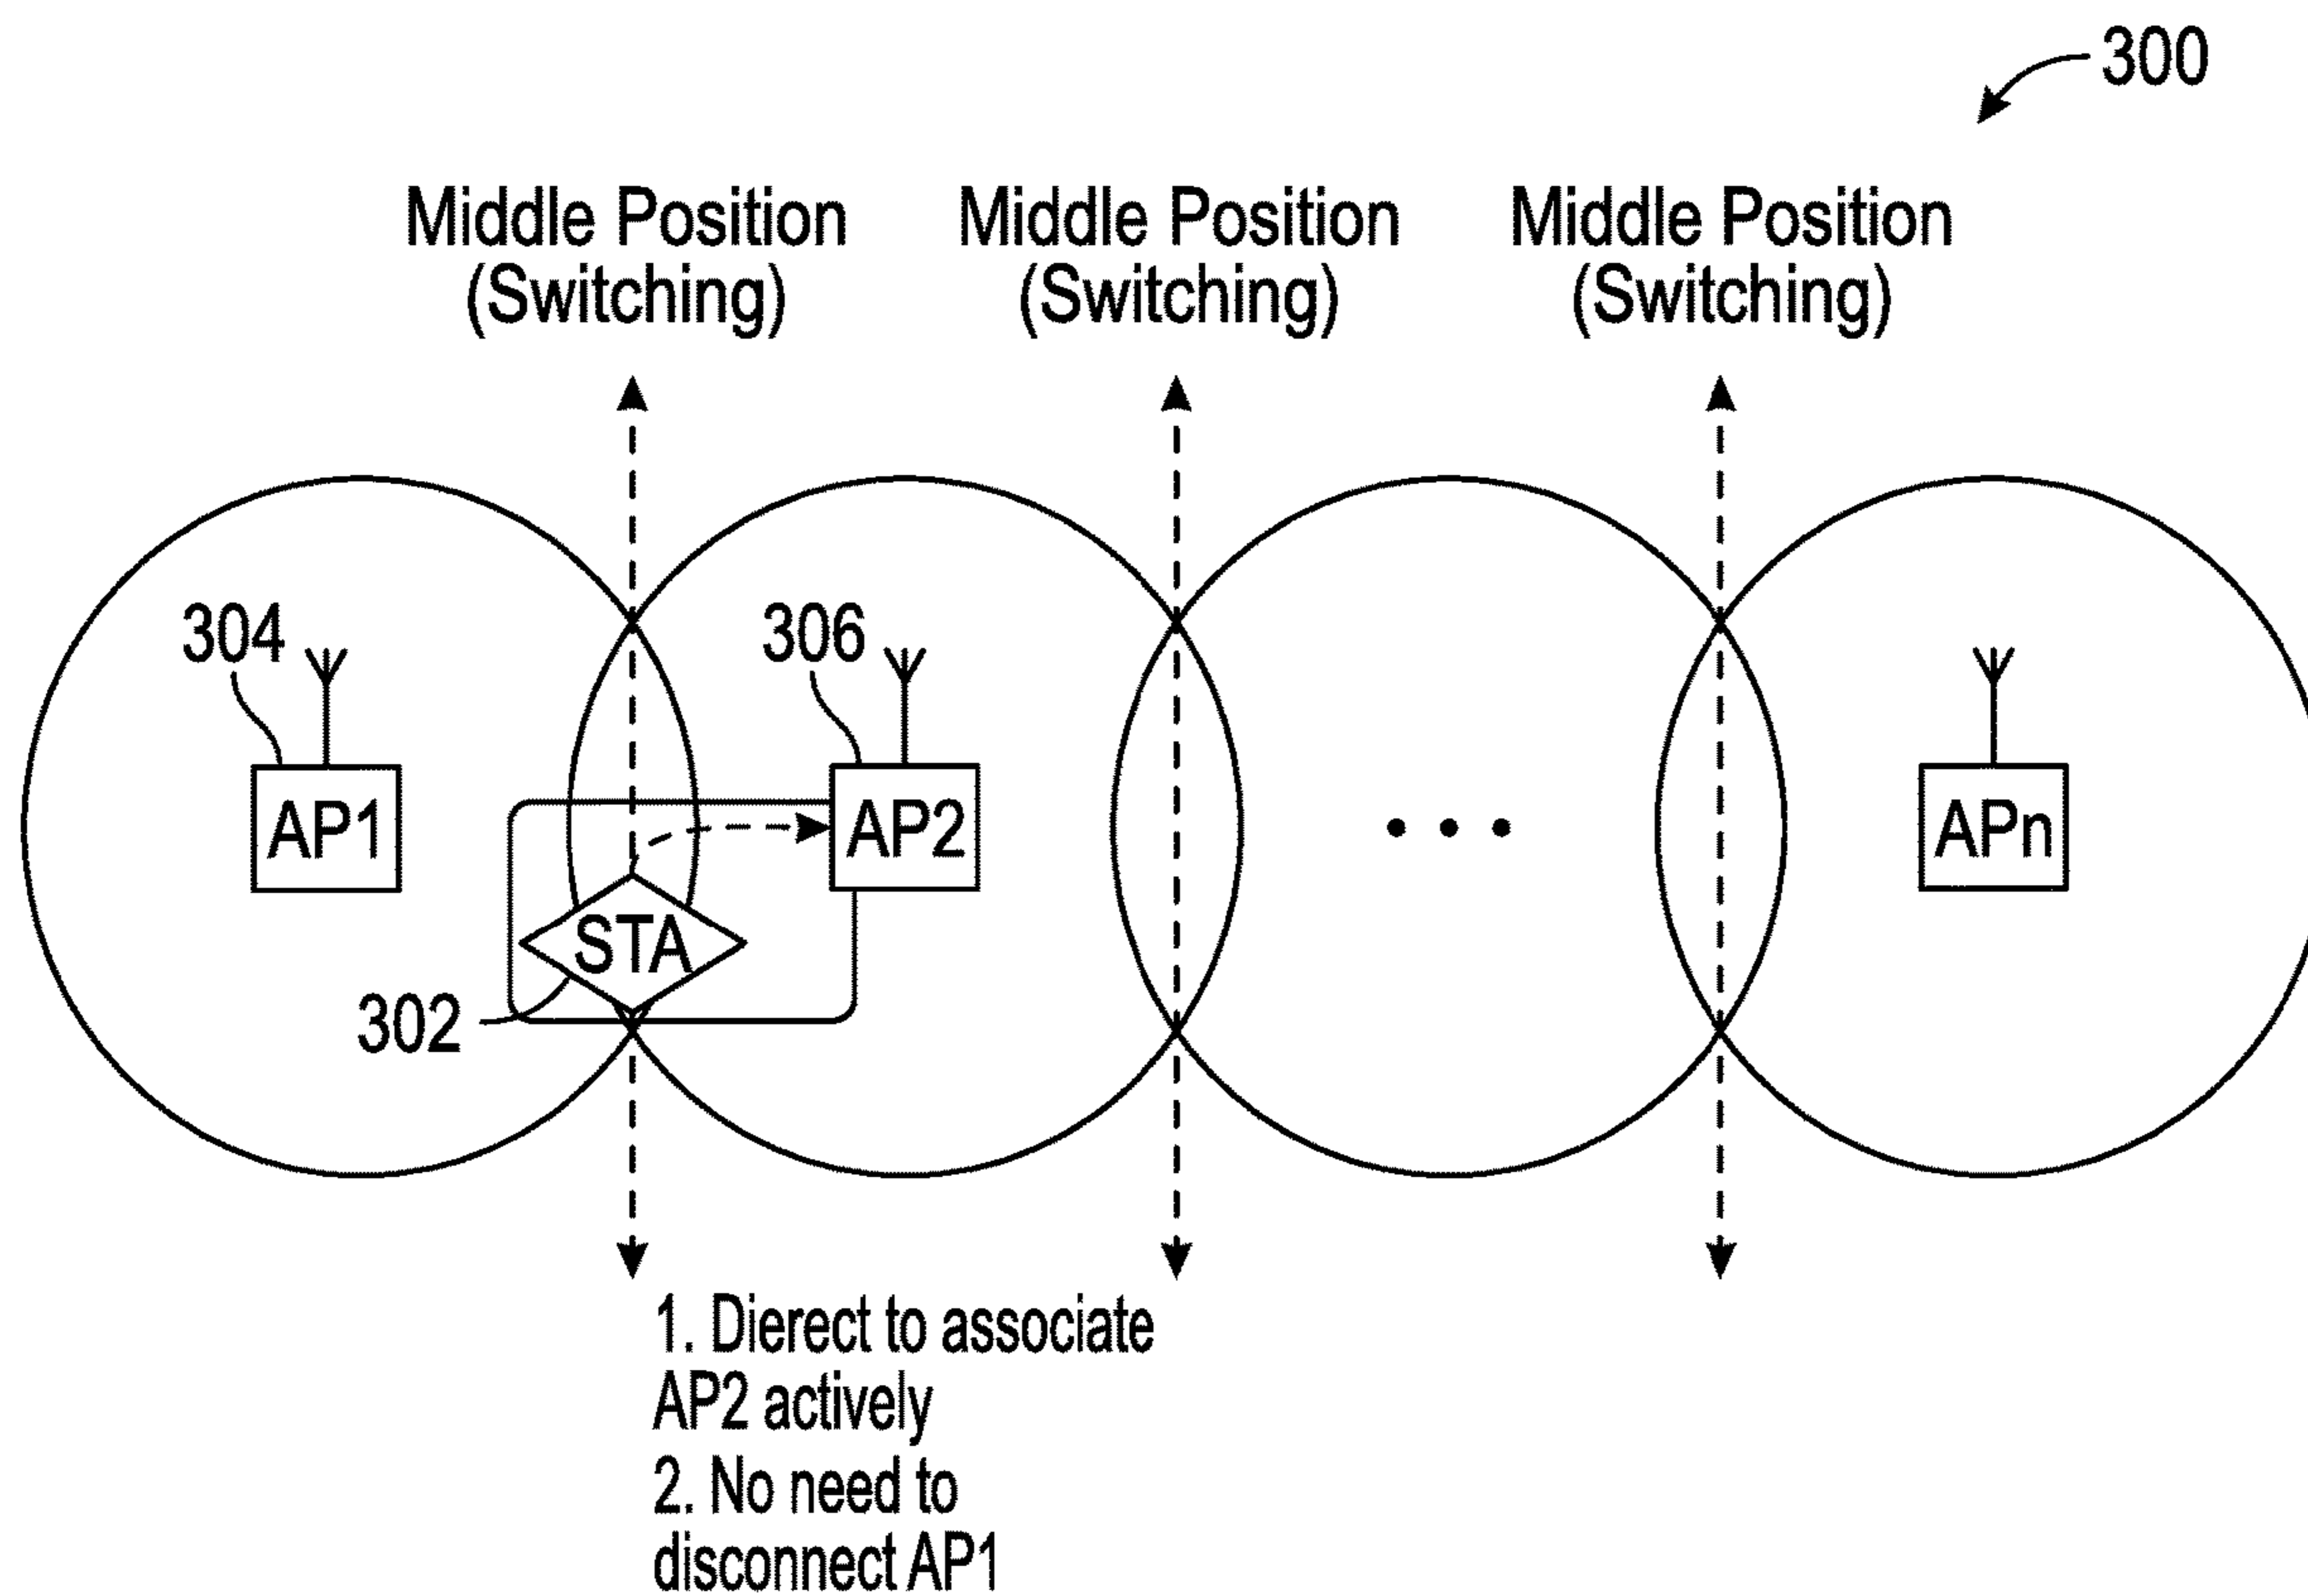 300
Middle Position
(Switching)
Middle Position
(Switching)
Middle Position
(Switching)
304
306
AP1
AP2
APn
STA
302
1. Dierect to associate
AP2 actively
2. No need to
disconnect AP1